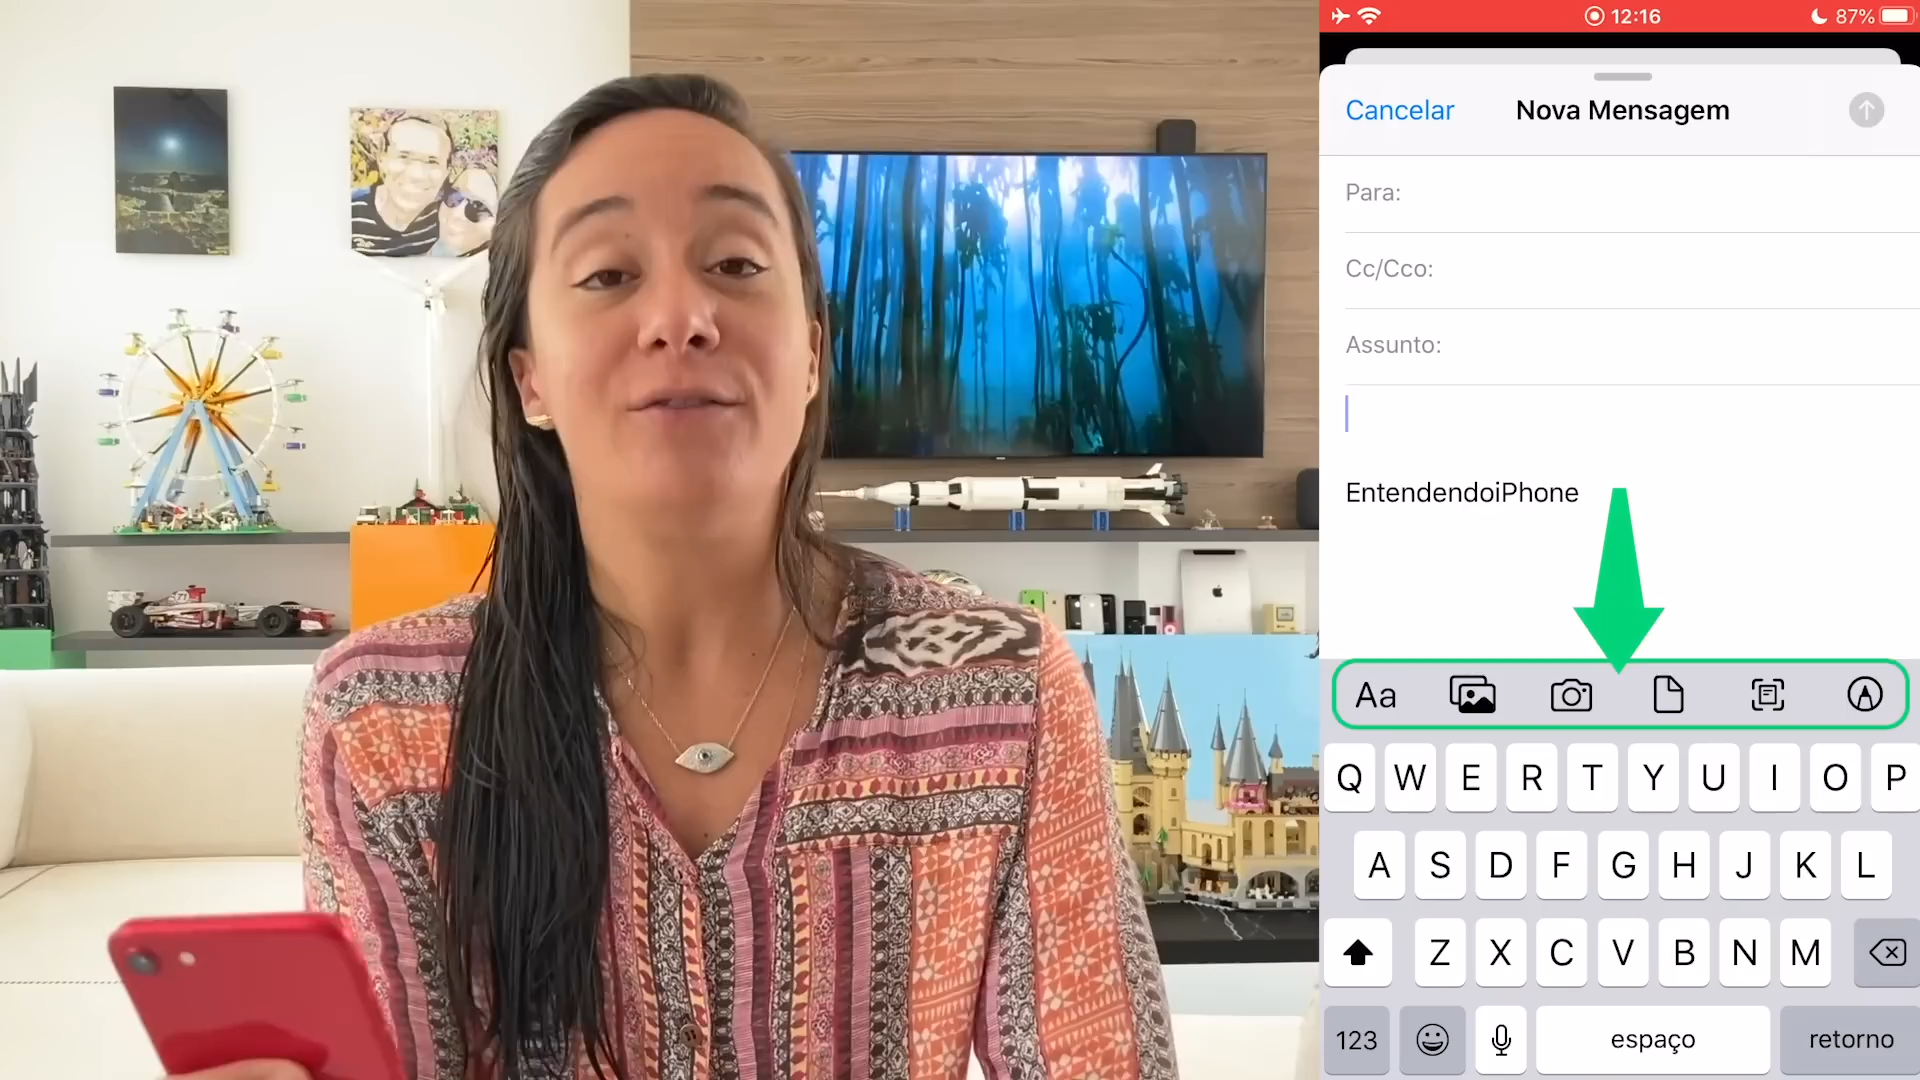 12:16
87%
Cancelar
Nova Mensagem
Para:
Cc/Cco:
Assunto:
EntendendoiPhone
Aa
Q W E R T Y U I O P
A S D F G H J K L
Z X C V B N M
123
espaço
retorno